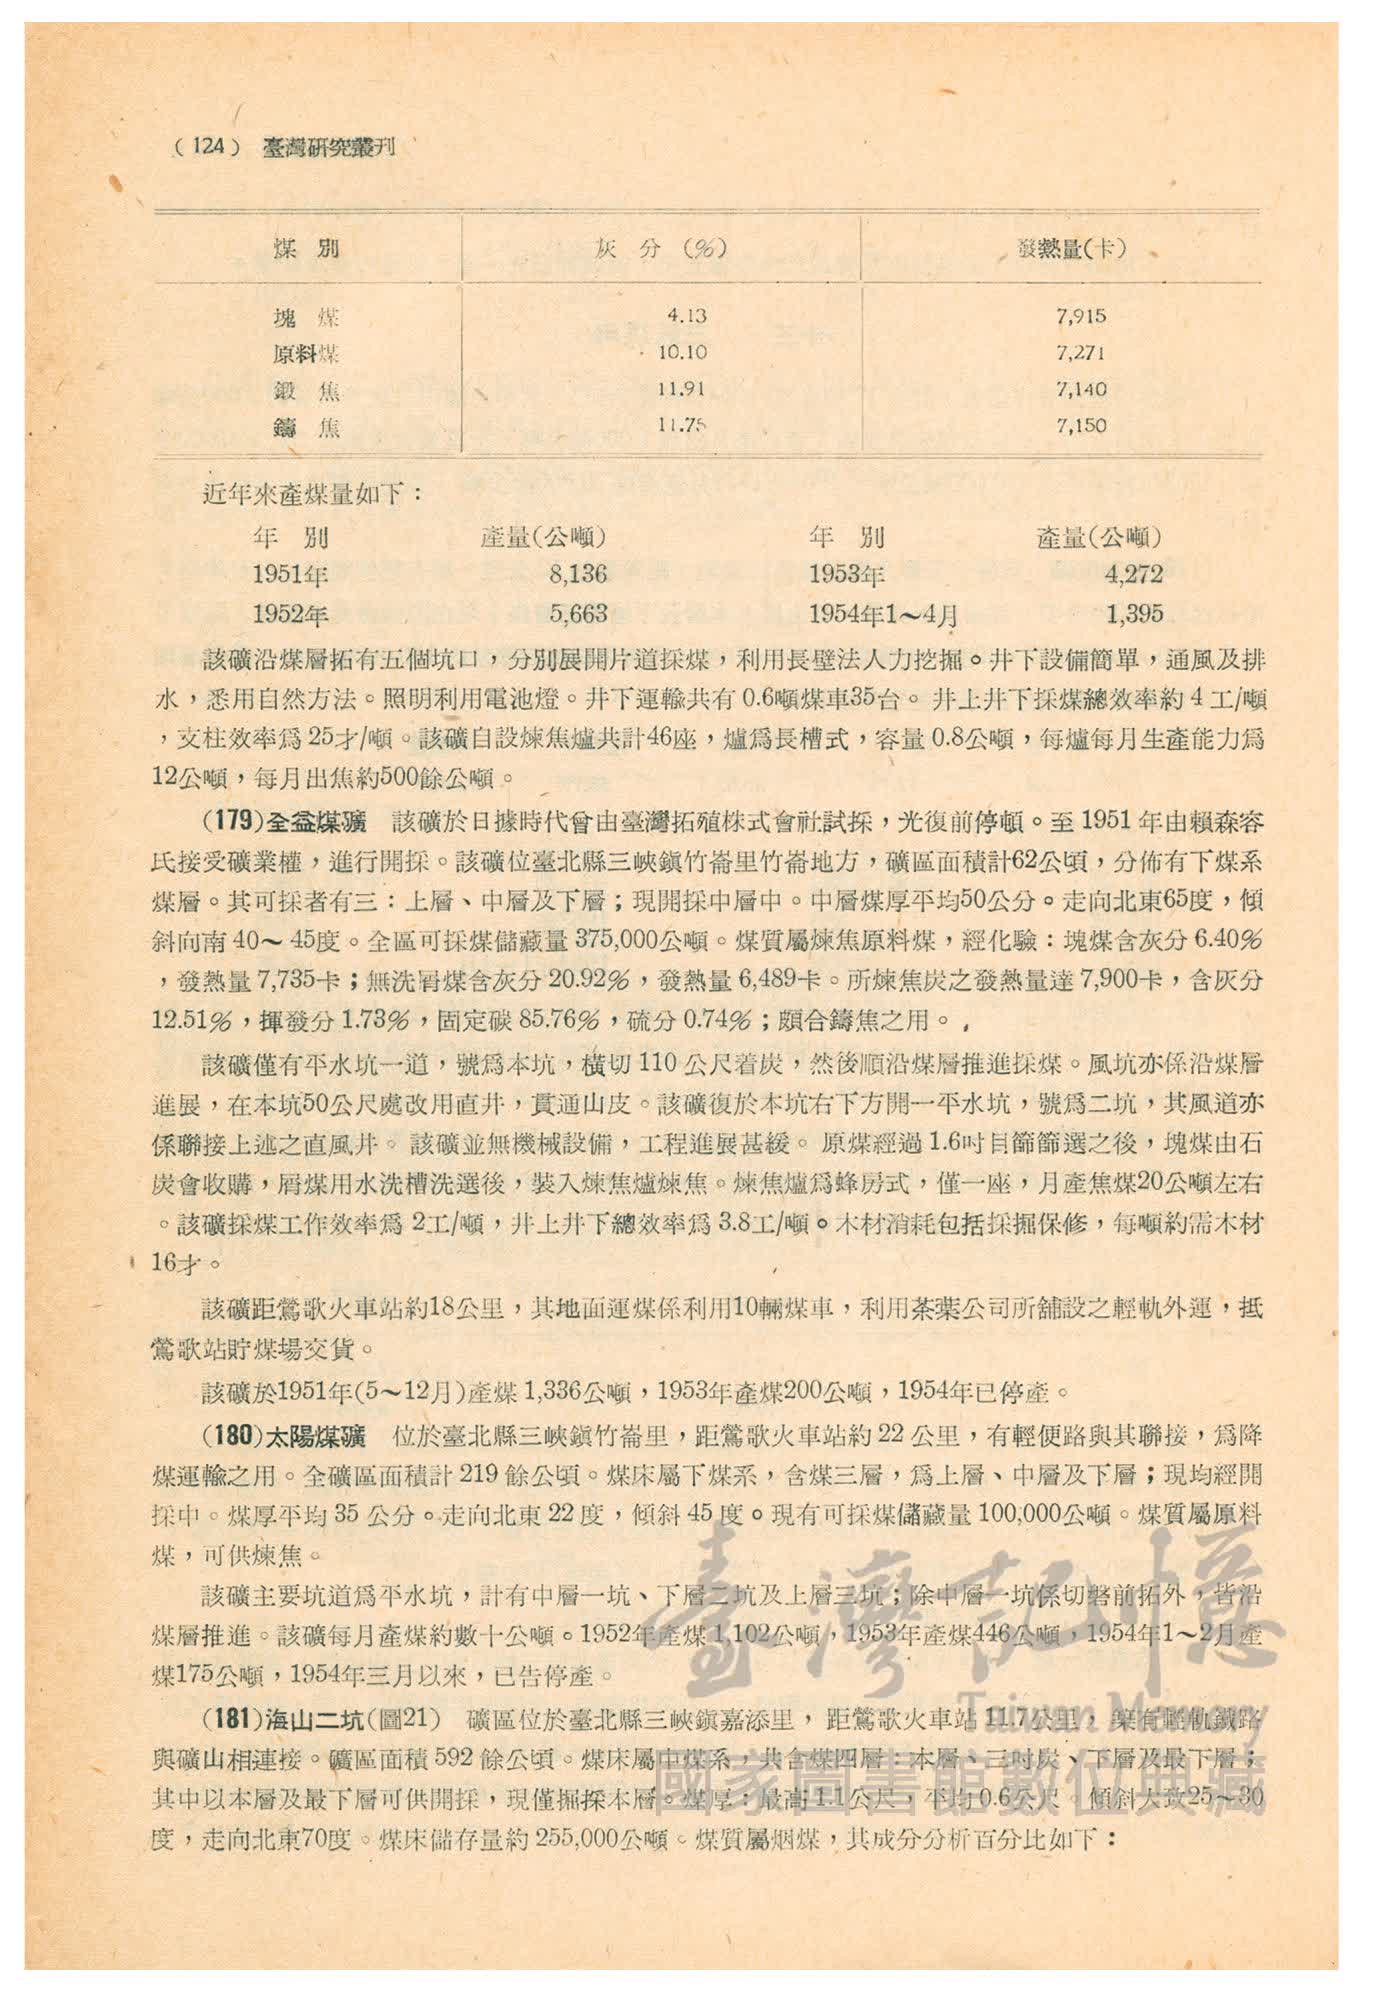 (124) 臺灣研究叢刊
煤別 灰分(%) 發熱量(卡)
塊煤 4.13 7,915
原料煤 10.10 7,271
鍛焦 11.91 7,140
鑄焦 11.75 7,150
近年來產煤量如下：
年別 產量(公噸) 年別 產量(公噸)
1951年 8,136 1953年 4,272
1952年 5,663 1954年1～4月 1,395
該礦沿煤層拓有五個坑口，分別展開片道採煤，利用長壁法人力挖掘。井下設備簡單，通風及排
水，悉用自然方法。照明利用電池燈。井下運輸共有0.6噸煤車35台。井上井下採煤總效率約4工/噸
，支柱效率爲25才/噸。該礦自設煉焦爐共計46座，爐爲長槽式，容量0.8公噸，每爐每月生產能力爲
12公噸，每月出焦約500餘公噸。
(179)全益煤礦 該礦於日據時代曾由臺灣拓殖株式會社試採，光復前停頓。至1951年由賴森容
氏接受礦業權，進行開採。該礦位臺北縣三峽鎭竹崙里竹崙地方，礦區面積計62公頃，分佈有下煤系
煤層。其可採者有三：上層、中層及下層；現開採中層中。中層煤厚平均50公分。走向北東65度，傾
斜向南40～45度。全區可採煤儲藏量375,000公噸。煤質屬煉焦原料煤，經化驗：塊煤含灰分6.40%
，發熱量7,735卡；無洗屑煤含灰分20.92%，發熱量6,489卡。所煉焦炭之發熱量達7,900卡，含灰分
12.51%，揮發分1.73%，固定碳85.76%，硫分0.74%；頗合鑄焦之用。
該礦僅有平水坑一道，號爲本坑，橫切110公尺着炭，然後順沿煤層推進採煤。風坑亦係沿煤層
進展，在本坑50公尺處改用直井，貫通山皮。該礦復於本坑右下方開一平水坑，號爲二坑，其風道亦
係聯接上述之直風井。該礦並無機械設備，工程進展甚緩。原煤經過1.6吋目篩篩選之後，塊煤由石
炭會收購，屑煤用水洗槽洗選後，裝入煉焦爐煉焦。煉焦爐爲蜂房式，僅一座，月產焦煤20公噸左右
。該礦採煤工作效率爲2工/噸，井上井下總效率爲3.8工/噸。木材消耗包括採掘保修，每噸約需木材
16才。
該礦距鶯歌火車站約18公里，其地面運煤係利用10輛煤車，利用茶葉公司所舖設之輕軌外運，抵
鶯歌站貯煤場交貨。
該礦於1951年(5～12月)產煤1,336公噸，1953年產煤200公噸，1954年已停產。
(180)太陽煤礦 位於臺北縣三峽鎭竹崙里，距鶯歌火車站約22公里，有輕便路與其聯接，爲降
煤運輸之用。全礦區面積計219餘公頃。煤床屬下煤系，含煤三層，爲上層、中層及下層；現均經開
採中。煤厚平均35公分。走向北東22度，傾斜45度。現有可採煤儲藏量100,000公噸。煤質屬原料
煤，可供煉焦。
該礦主要坑道爲平水坑，計有中層一坑、下層二坑及上層三坑；除中層一坑係切磐前拓外，皆沿
煤層推進。該礦每月產煤約數十公噸。1952年產煤1,102公噸，1953年產煤446公噸，1954年1～2月產
煤175公噸，1954年三月以來，已告停產。
(181)海山二坑(圖21) 礦區位於臺北縣三峽鎭嘉添里，距鶯歌火車站11.7公里，築有輕軌鐵路
與礦山相連接。礦區面積592餘公頃。煤床屬中煤系，共含煤四層：本層、三吋炭、下層及最下層；
其中以本層及最下層可供開採，現僅掘採本層。煤厚：最高1.1公尺，平均0.6公尺。傾斜大致25～30
度，走向北東70度。煤床儲存量約255,000公噸。煤質屬烟煤，其成分分析百分比如下：
臺灣記憶
Taiwan Memory
國家圖書館數位典藏